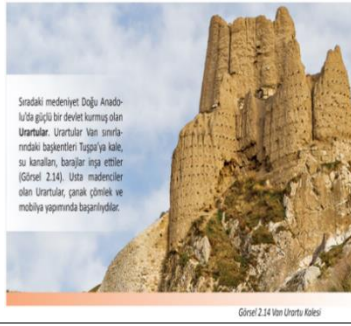 Sıradaki medeniyet Doğu Anado-
lu'da güçlü bir devlet kurmuş olan
Urartular. Urartular Van sınırla-
rındaki başkentleri Tuşpa'ya kale,
su kanalları, barajlar inşa ettiler
(Görsel 2.14). Usta madenciler
olan Urartular, çanak çömlek ve
mobilya yapımında başarılıydılar.
Görsel 2.14 Van Urartu Kalesi